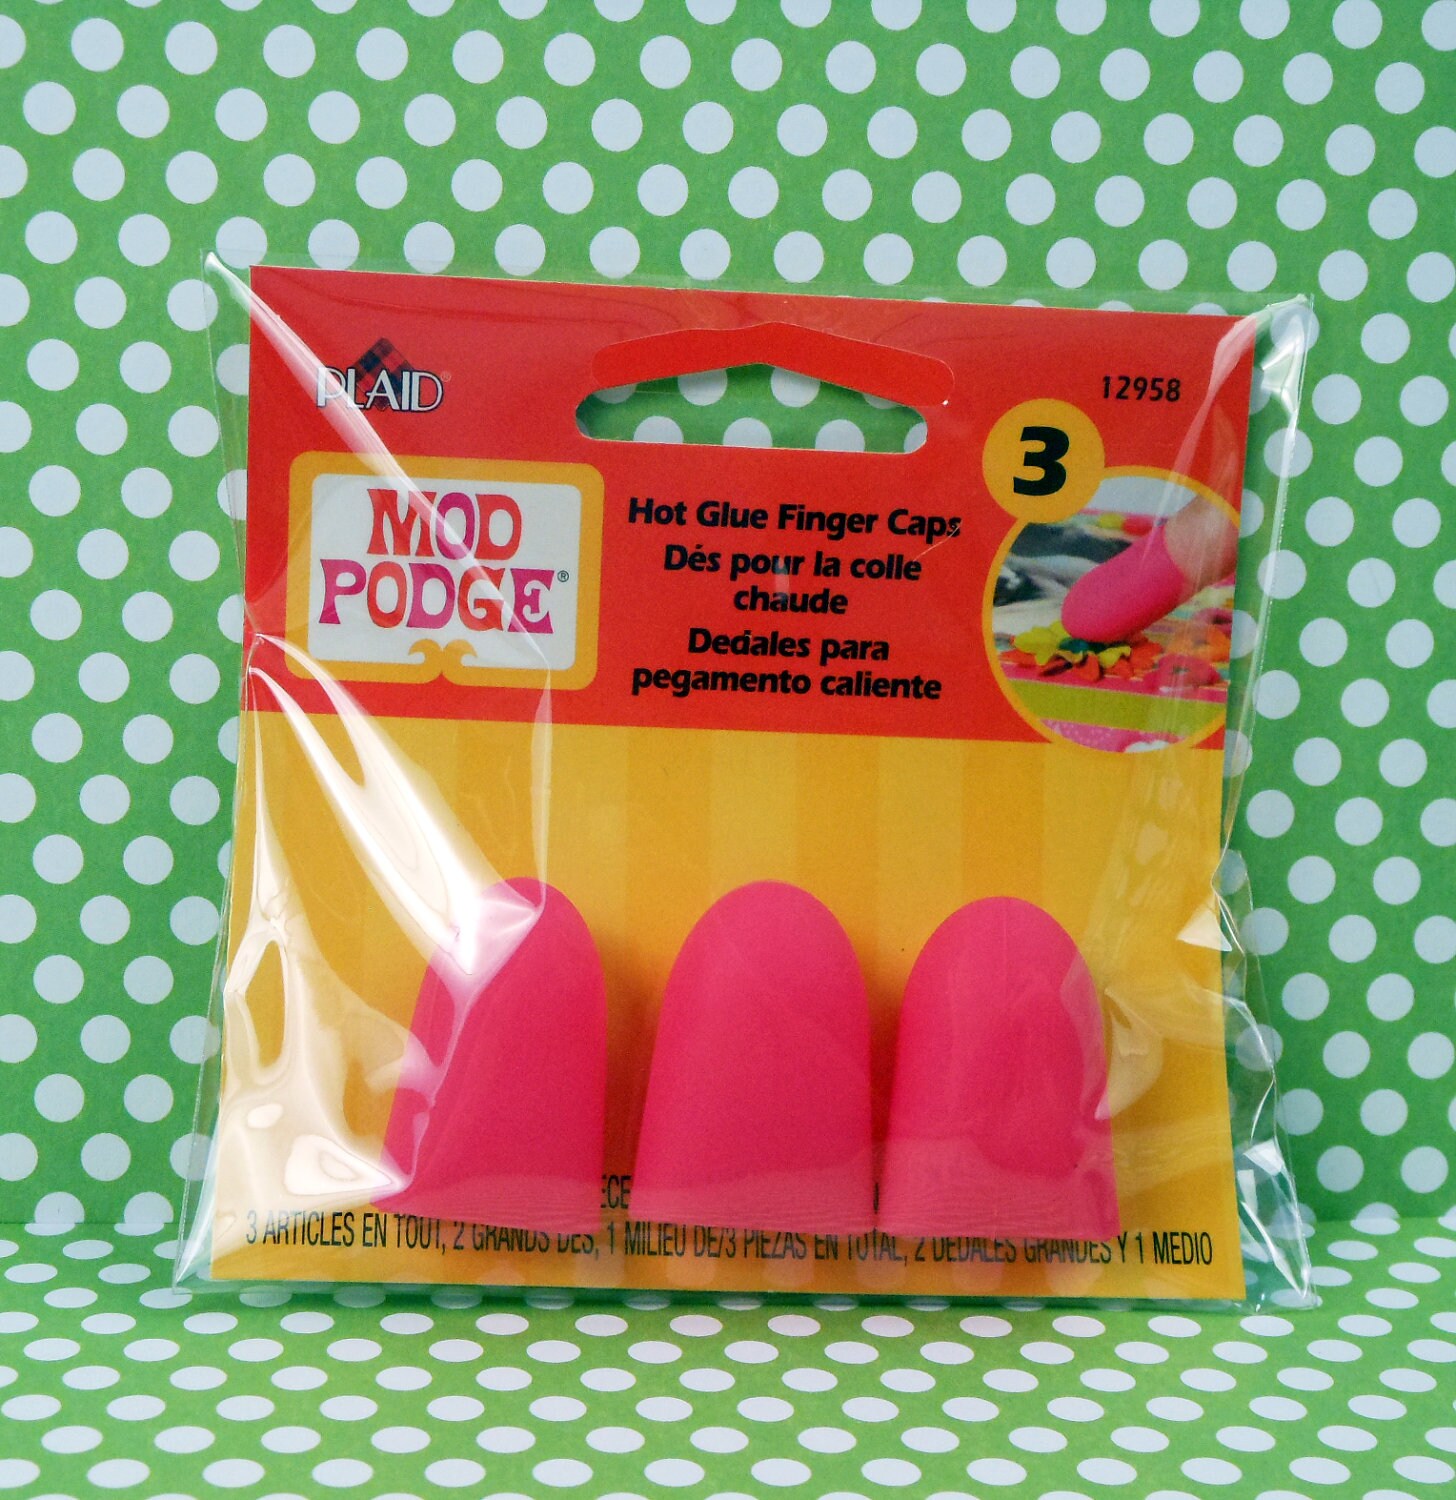 PLAID®
12958
3
MOD
PODGE®
Hot Glue Finger Caps
Dés pour la colle
chaude
Dedales para
pegamento caliente
3 ARTICLES EN TOUT, 2 GRANDS DÉS, 1 MILIEU DE/3 PIEZAS EN TOTAL, 2 DEDALES GRANDES Y 1 MEDIO